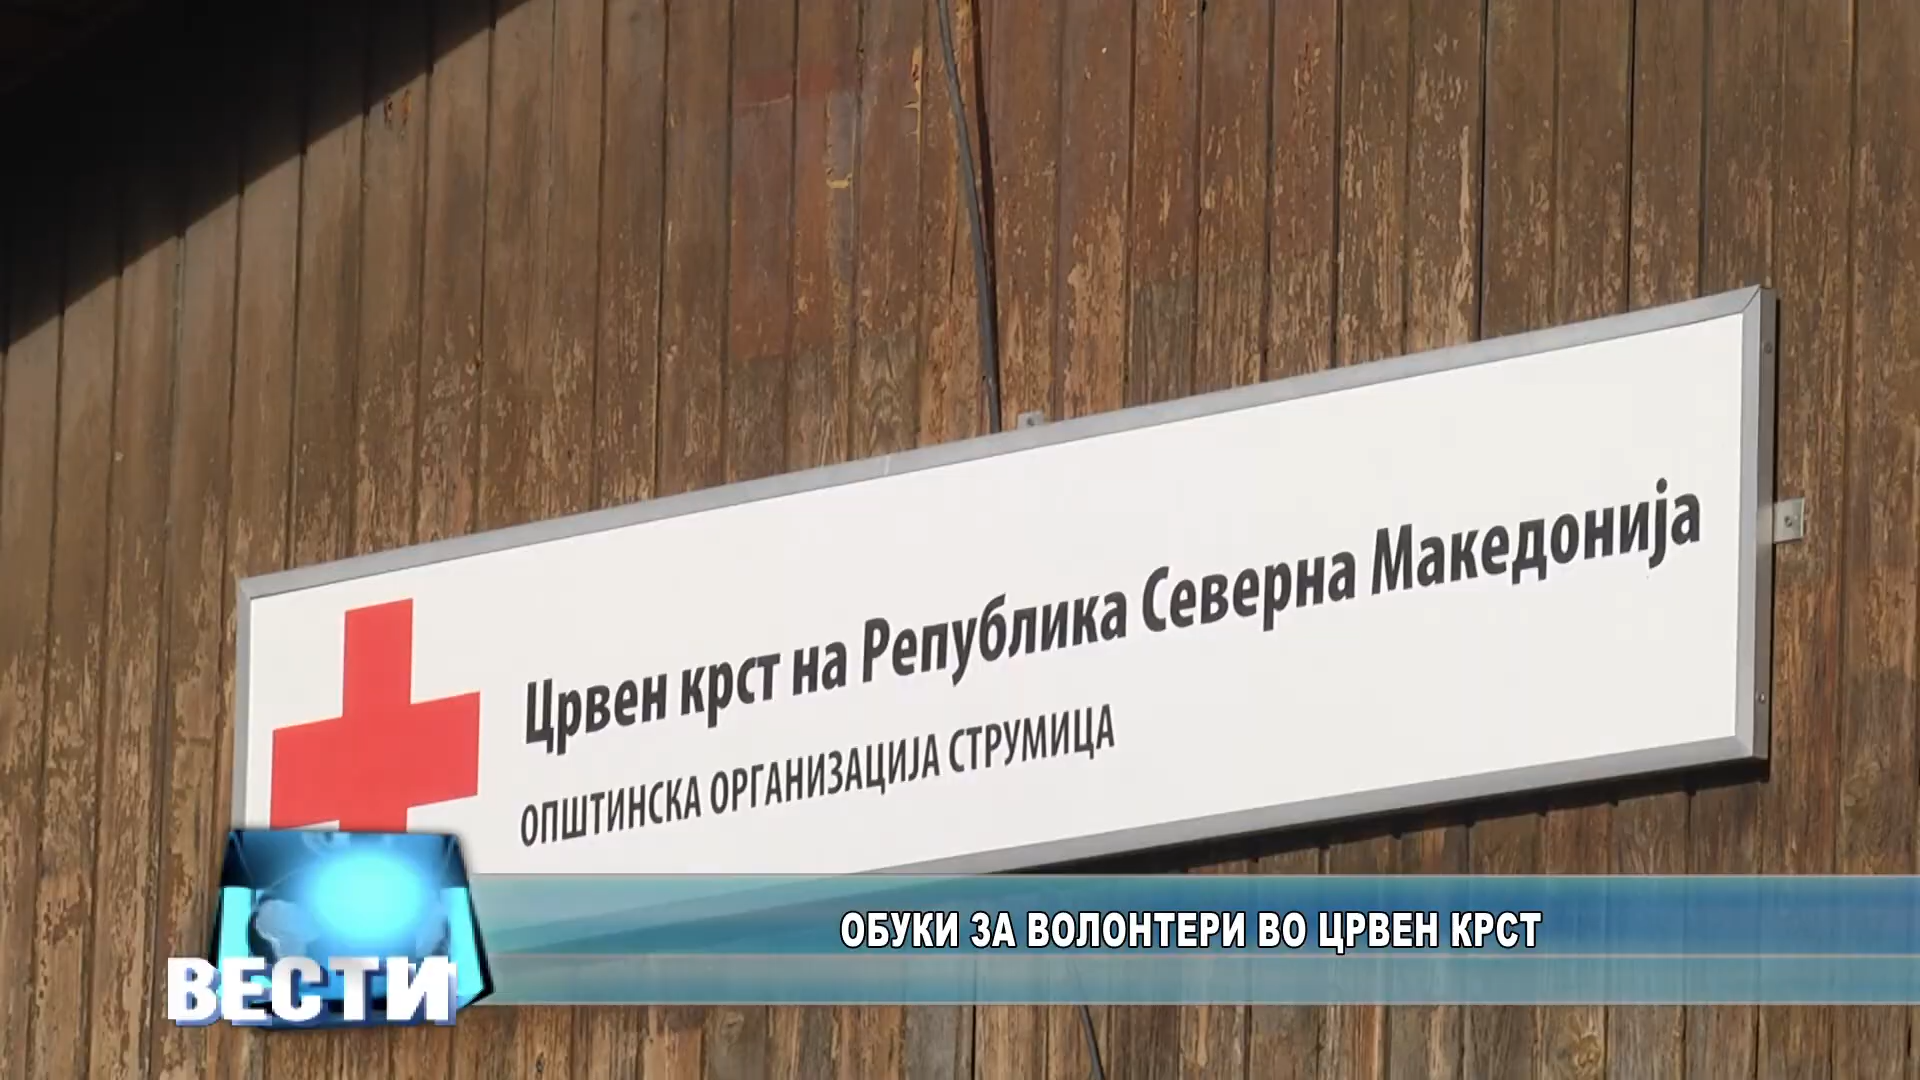 Црвен крст на Република Северна Македонија
ОПШТИНСКА ОРГАНИЗАЦИЈА СТРУМИЦА
ОБУКИ ЗА ВОЛОНТЕРИ ВО ЦРВЕН КРСТ
ВЕСТИ